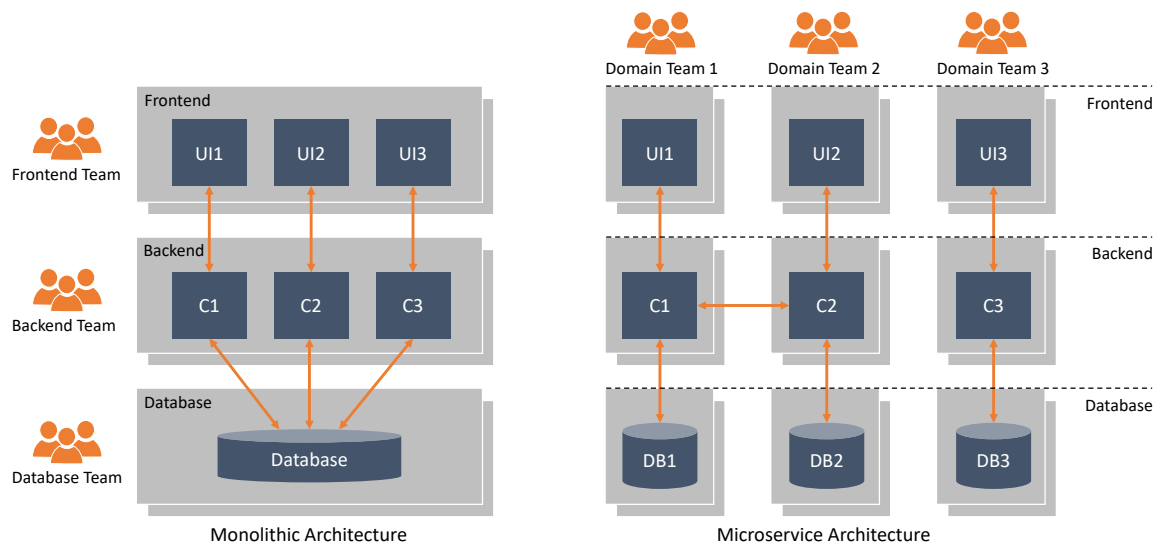 Frontend Team
Backend Team
Database Team
Frontend
UI1 UI2 UI3
Backend
C1 C2 C3
Database
Database
Monolithic Architecture
Domain Team 1 Domain Team 2 Domain Team 3
Frontend
UI1 UI2 UI3
Backend
C1 C2 C3
Database
DB1 DB2 DB3
Microservice Architecture